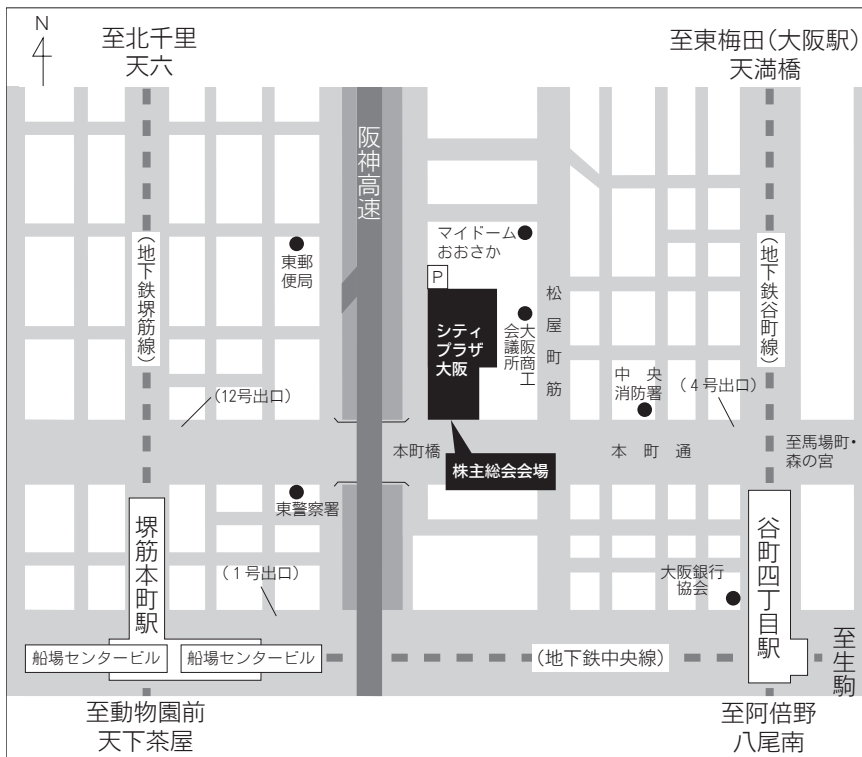 N
至北千里
天六
至東梅田(大阪駅)
天満橋
阪神高速
(地下鉄堺筋線)
東郵
便局
マイドーム
おおさか
P
シティ
プラザ
大阪
大阪商工
会議所
松屋町筋
(地下鉄谷町線)
中央
消防署
(4号出口)
(12号出口)
本町橋
本町通
至馬場町・
森の宮
株主総会会場
東警察署
堺筋本町駅
(1号出口)
大阪銀行
協会
谷町四丁目駅
船場センタービル
船場センタービル
(地下鉄中央線)
至生駒
至動物園前
天下茶屋
至阿倍野
八尾南